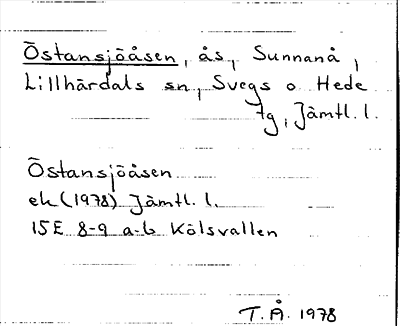 Östansjöåsen, ås, Sunnanå,
Lillhärdals sn, Svegs o Hede
tg, Jämtl. l.
Östansjöåsen
ek (1978) Jämtl. l.
15E 8-9 a-b Kölsvallen
T.Å. 1978